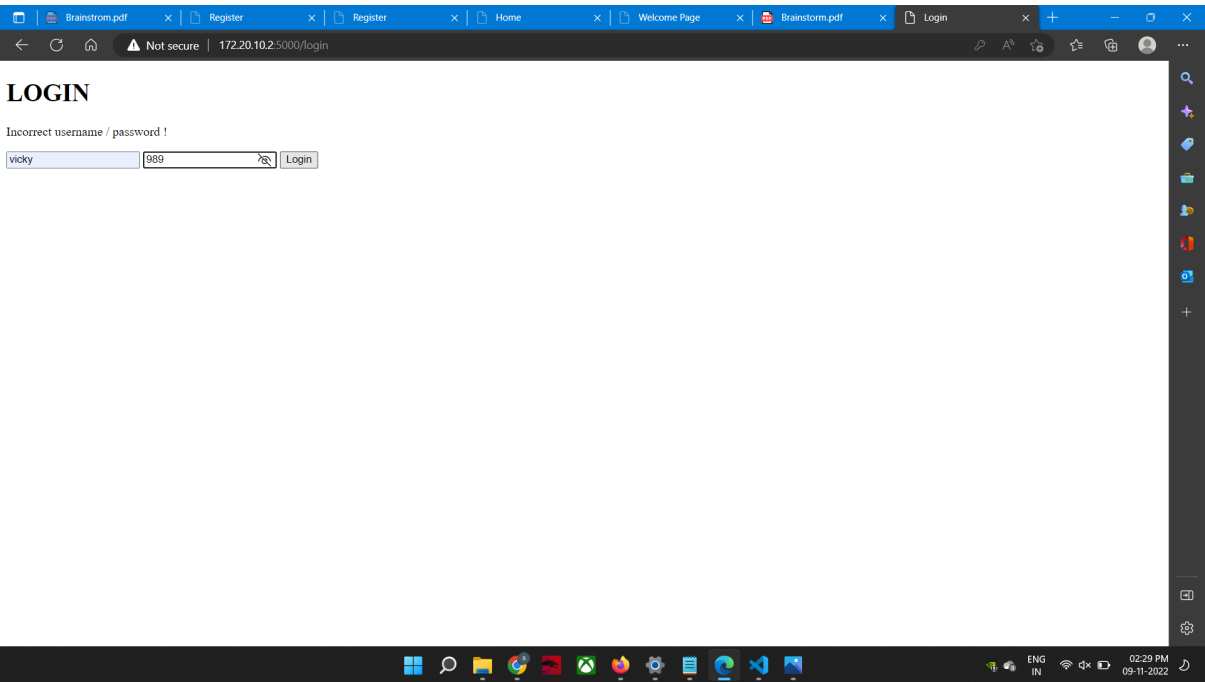 Brainstrom.pdf Register Register Home Welcome Page Brainstorm.pdf Login
Not secure 172.20.10.2:5000/login
LOGIN
Incorrect username / password !
vicky 989 Login
ENG 02:29 PM
IN 09-11-2022